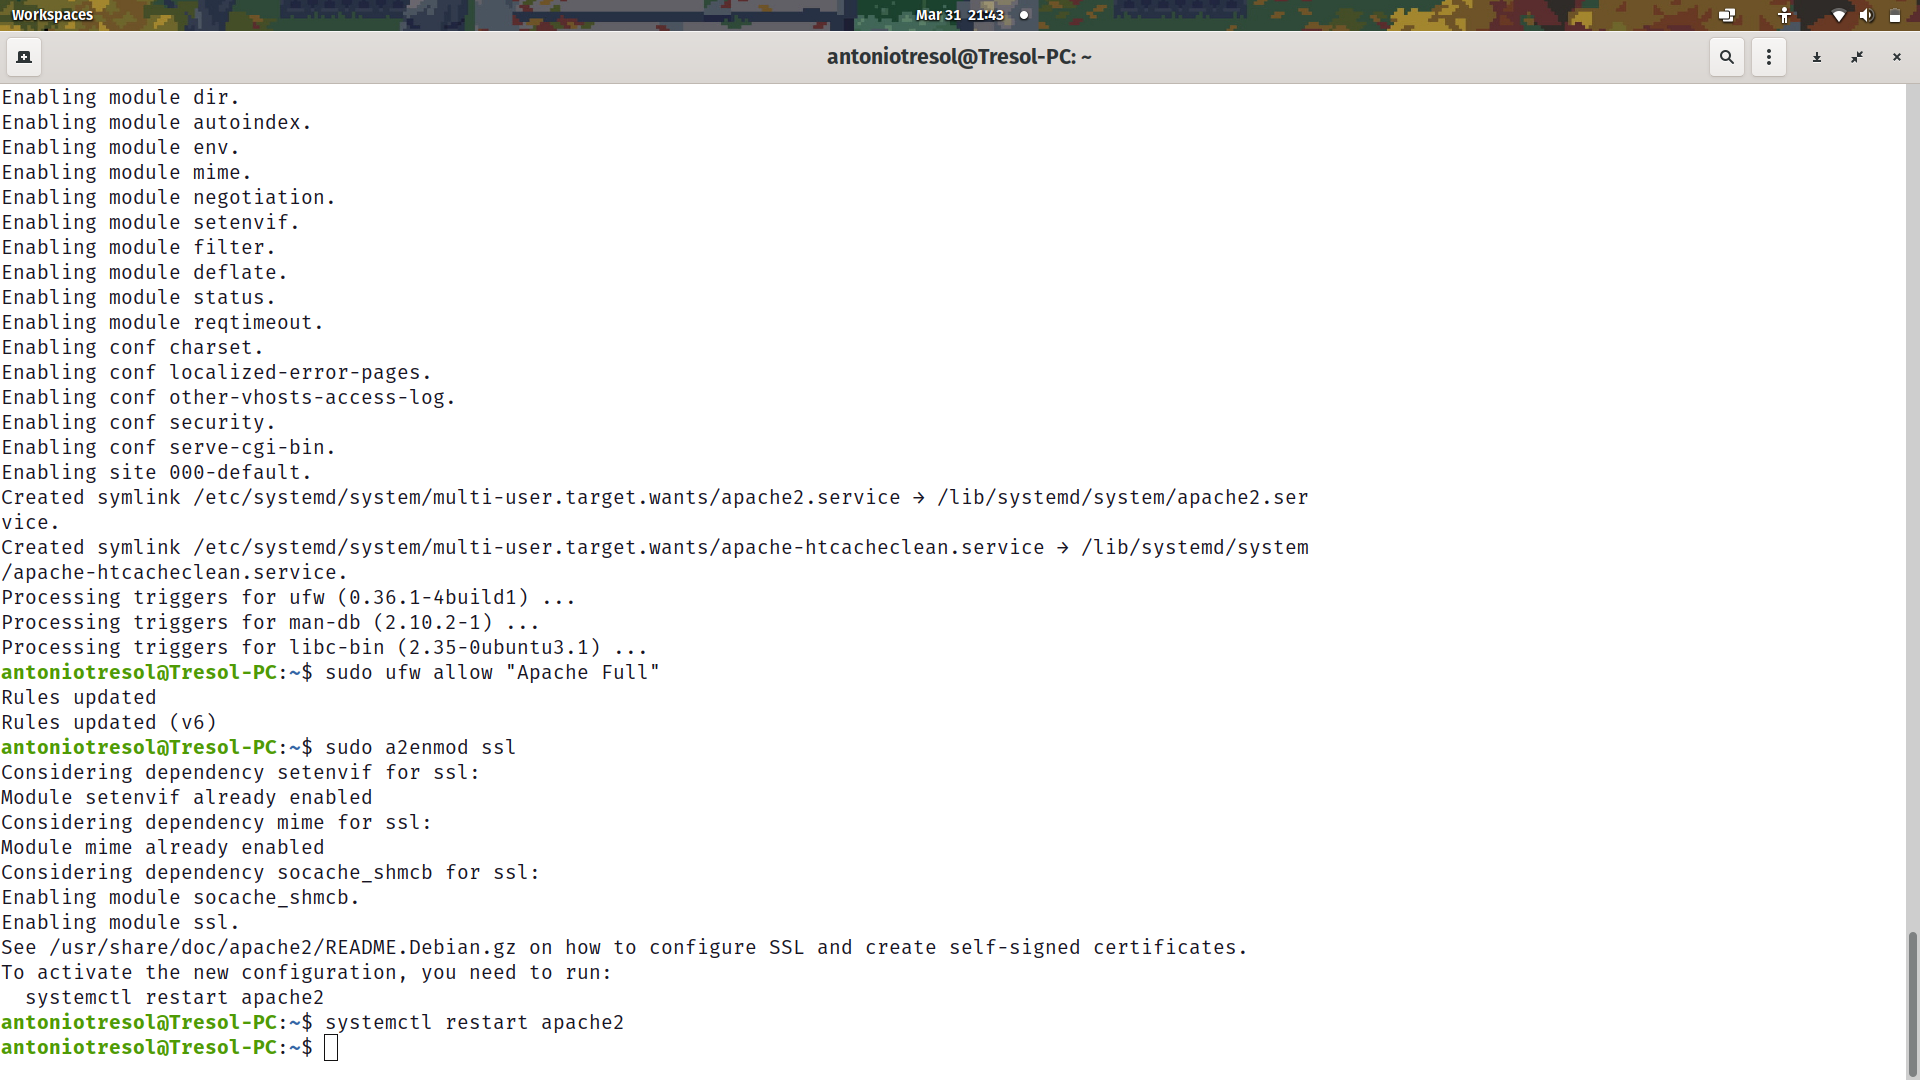 Workspaces
Mar 31 21:43
antoniotresol@Tresol-PC: ~
Enabling module dir.
Enabling module autoindex.
Enabling module env.
Enabling module mime.
Enabling module negotiation.
Enabling module setenvif.
Enabling module filter.
Enabling module deflate.
Enabling module status.
Enabling module reqtimeout.
Enabling conf charset.
Enabling conf localized-error-pages.
Enabling conf other-vhosts-access-log.
Enabling conf security.
Enabling conf serve-cgi-bin.
Enabling site 000-default.
Created symlink /etc/systemd/system/multi-user.target.wants/apache2.service → /lib/systemd/system/apache2.ser
vice.
Created symlink /etc/systemd/system/multi-user.target.wants/apache-htcacheclean.service → /lib/systemd/system
/apache-htcacheclean.service.
Processing triggers for ufw (0.36.1-4build1) ...
Processing triggers for man-db (2.10.2-1) ...
Processing triggers for libc-bin (2.35-0ubuntu3.1) ...
antoniotresol@Tresol-PC:~$ sudo ufw allow "Apache Full"
Rules updated
Rules updated (v6)
antoniotresol@Tresol-PC:~$ sudo a2enmod ssl
Considering dependency setenvif for ssl:
Module setenvif already enabled
Considering dependency mime for ssl:
Module mime already enabled
Considering dependency socache_shmcb for ssl:
Enabling module socache_shmcb.
Enabling module ssl.
See /usr/share/doc/apache2/README.Debian.gz on how to configure SSL and create self-signed certificates.
To activate the new configuration, you need to run:
  systemctl restart apache2
antoniotresol@Tresol-PC:~$ systemctl restart apache2
antoniotresol@Tresol-PC:~$